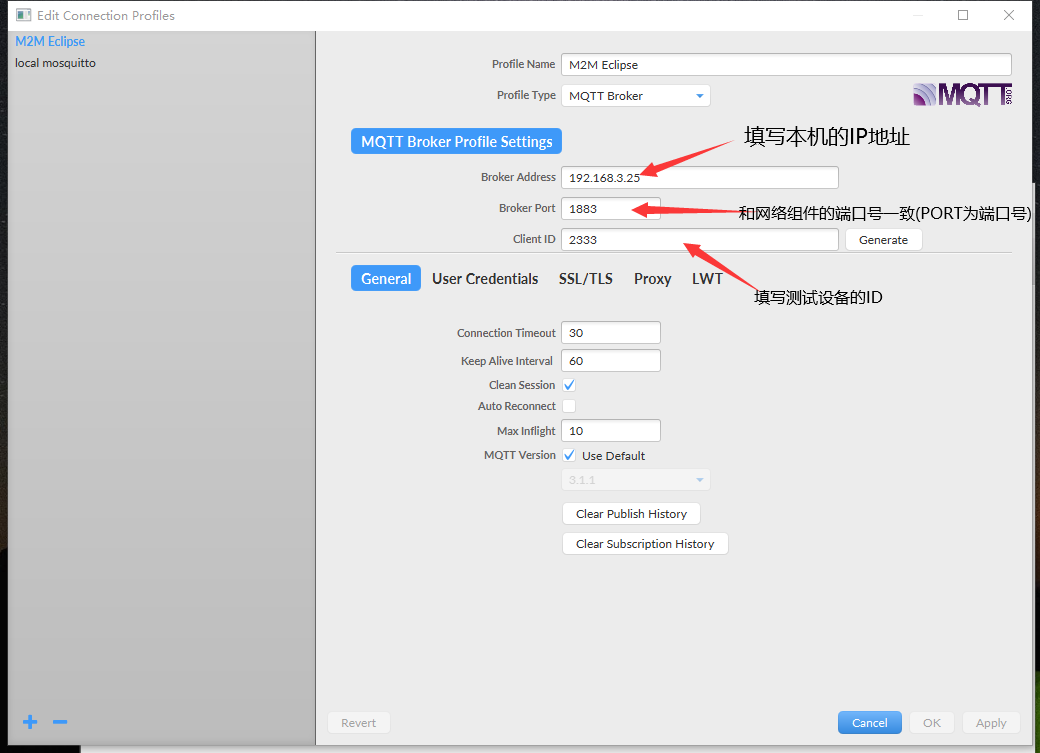 Edit Connection Profiles
M2M Eclipse
local mosquitto
Profile Name M2M Eclipse
Profile Type MQTT Broker
MQTT.ORG
MQTT Broker Profile Settings
填写本机的IP地址
Broker Address 192.168.3.25
Broker Port 1883
和网络组件的端口号一致(PORT为端口号)
Client ID 2333 Generate
General User Credentials SSL/TLS Proxy LWT
填写测试设备的ID
Connection Timeout 30
Keep Alive Interval 60
Clean Session
Auto Reconnect
Max Inflight 10
MQTT Version Use Default
3.1.1
Clear Publish History
Clear Subscription History
Revert Cancel OK Apply